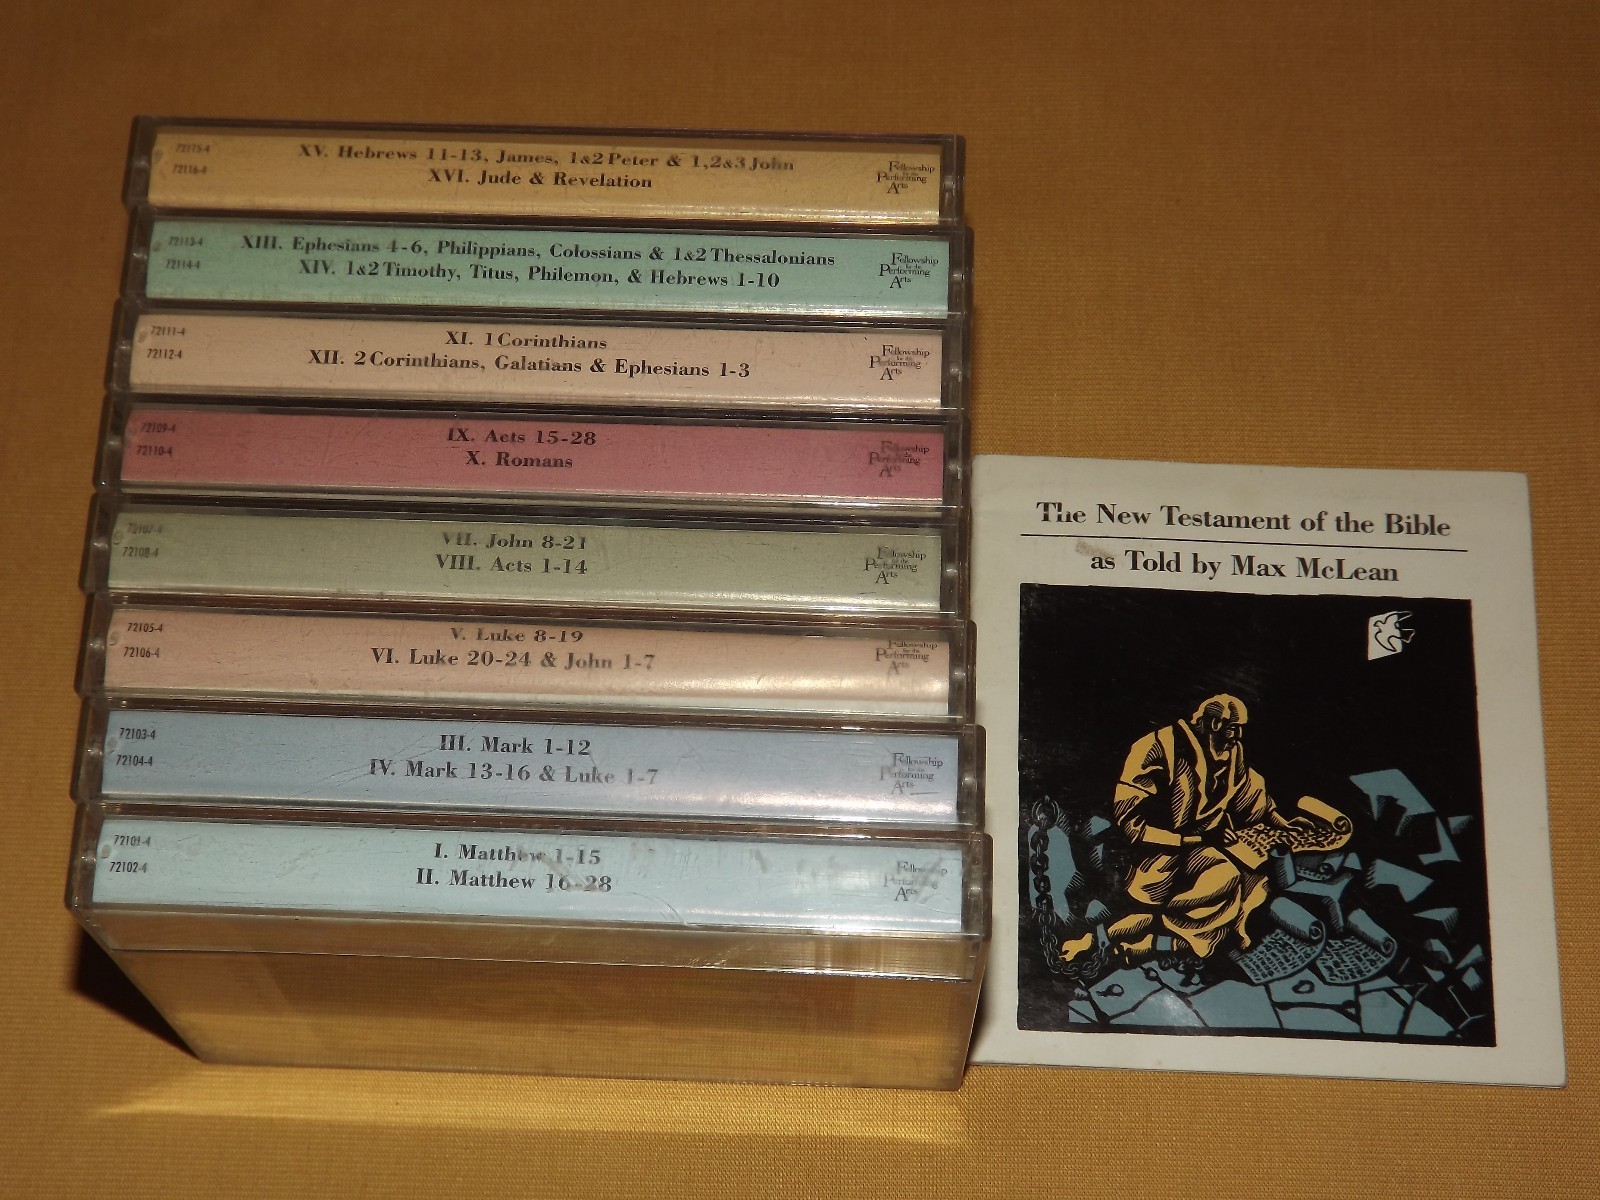 72115-4
XV. Hebrews 11-13, James, 1&2 Peter & 1,2&3 John
72116-4
XVI. Jude & Revelation
Fellowship
for the
Performing
Arts
72113-4
XIII. Ephesians 4-6, Philippians, Colossians & 1&2 Thessalonians
72114-4
XIV. 1&2 Timothy, Titus, Philemon, & Hebrews 1-10
Fellowship
for the
Performing
Arts
72111-4
XI. 1 Corinthians
72112-4
XII. 2 Corinthians, Galatians & Ephesians 1-3
Fellowship
for the
Performing
Arts
72109-4
IX. Acts 15-28
72110-4
X. Romans
Fellowship
for the
Performing
Arts
72107-4
VII. John 8-21
72108-4
VIII. Acts 1-14
Fellowship
for the
Performing
Arts
72105-4
V. Luke 8-19
72106-4
VI. Luke 20-24 & John 1-7
Fellowship
for the
Performing
Arts
72103-4
III. Mark 1-12
72104-4
IV. Mark 13-16 & Luke 1-7
Fellowship
for the
Performing
Arts
72101-4
I. Matthew 1-15
72102-4
II. Matthew 16-28
Fellowship
for the
Performing
Arts
The New Testament of the Bible
as Told by Max McLean